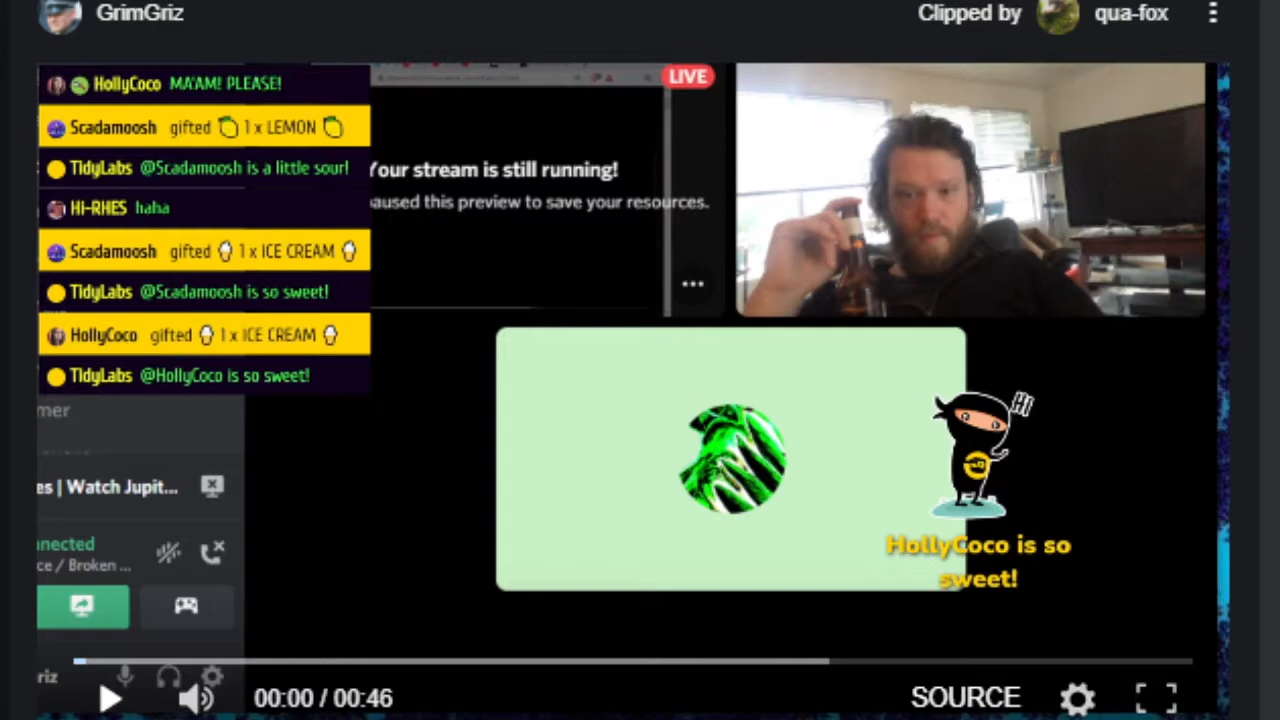 GrimGriz
Clipped by qua-fox
HollyCoco MA'AM! PLEASE!
Scadamoosh gifted 1 x LEMON
TidyLabs @Scadamoosh is a little sour!
Hi-RHES haha
Scadamoosh gifted 1 x ICE CREAM
TidyLabs @Scadamoosh is so sweet!
HollyCoco gifted 1 x ICE CREAM
TidyLabs @HollyCoco is so sweet!
LIVE
Your stream is still running!
aused this preview to save your resources.
HI
HollyCoco is so
sweet!
mer
es | Watch Jupit...
nnected
ce / Broken ...
riz
00:00 / 00:46
SOURCE